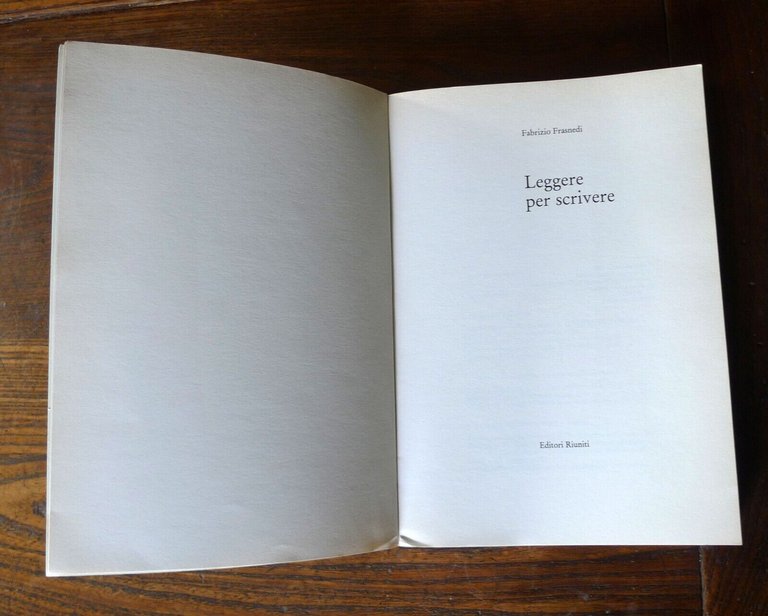 Fabrizio Frasnedi
Leggere
per scrivere
Editori Riuniti